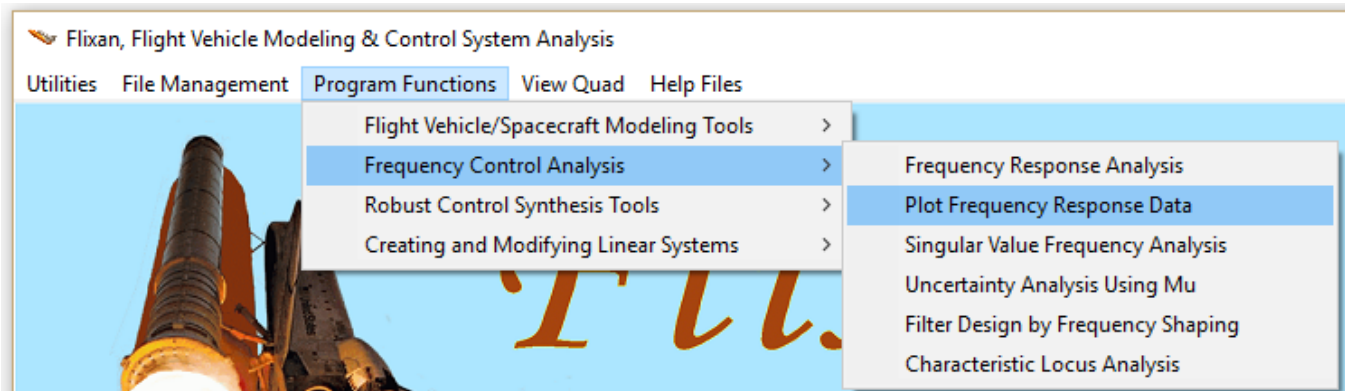 Flixan, Flight Vehicle Modeling & Control System Analysis
Utilities File Management Program Functions View Quad Help Files
Flight Vehicle/Spacecraft Modeling Tools >
Frequency Control Analysis >
Robust Control Synthesis Tools >
Creating and Modifying Linear Systems >
Frequency Response Analysis
Plot Frequency Response Data
Singular Value Frequency Analysis
Uncertainty Analysis Using Mu
Filter Design by Frequency Shaping
Characteristic Locus Analysis